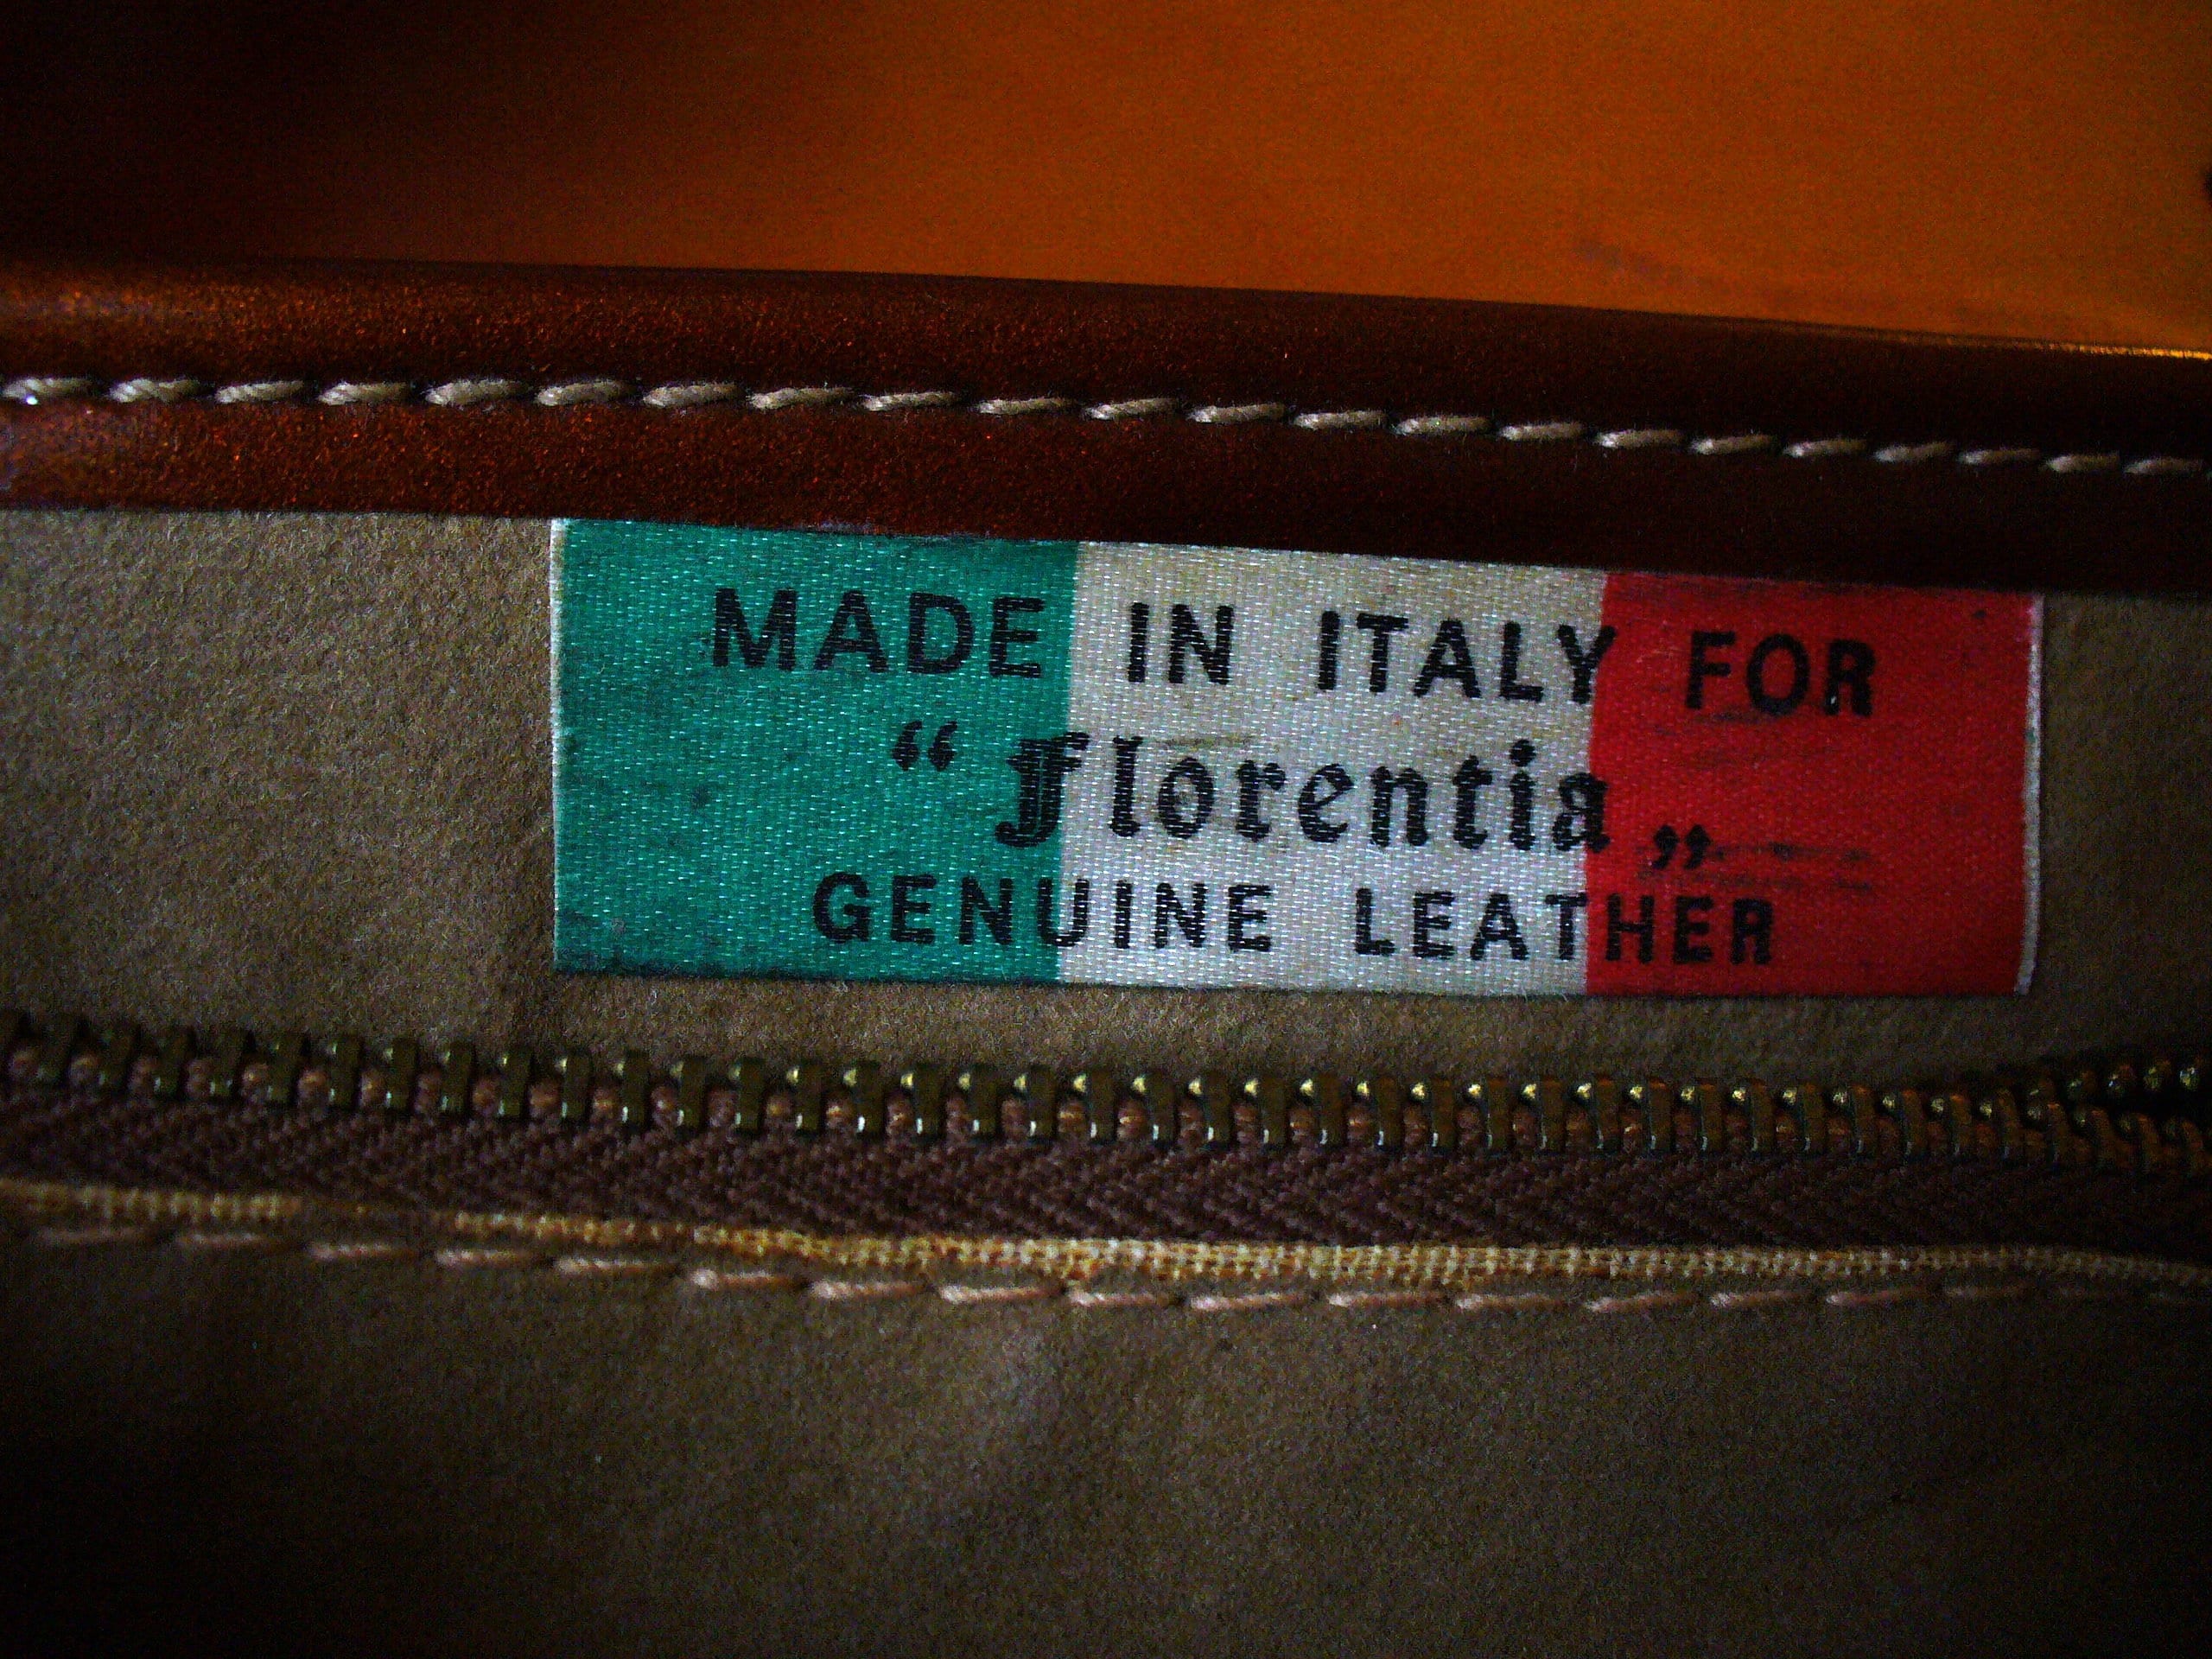 MADE IN ITALY FOR
“ Florentia „
GENUINE LEATHER